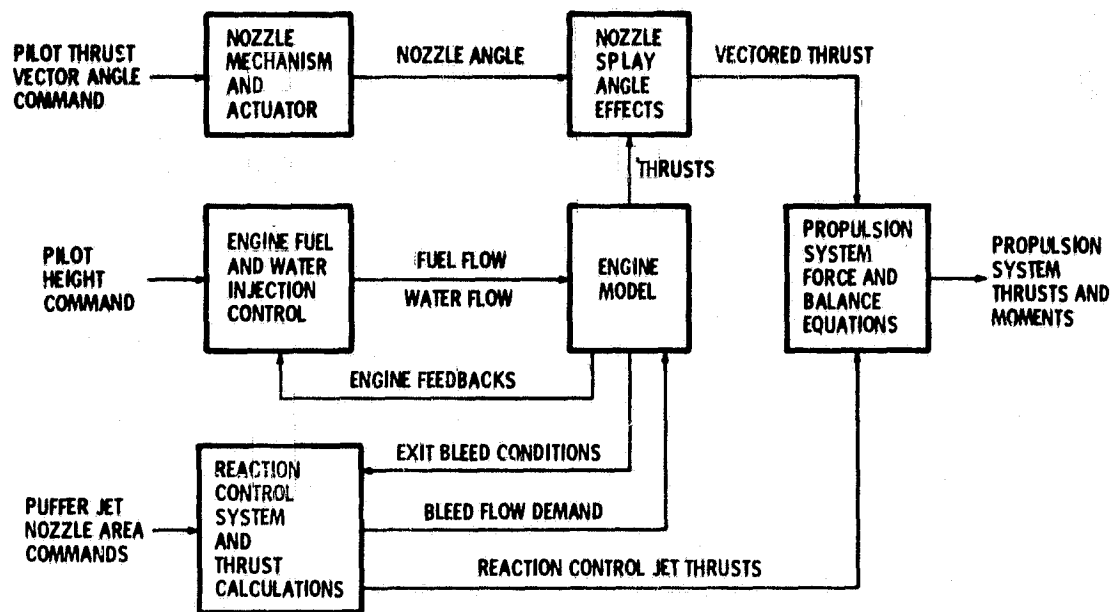 PILOT THRUST
VECTOR ANGLE
COMMAND
NOZZLE
MECHANISM
AND
ACTUATOR
NOZZLE ANGLE
NOZZLE
SPLAY
ANGLE
EFFECTS
VECTORED THRUST
THRUSTS
PILOT
HEIGHT
COMMAND
ENGINE FUEL
AND WATER
INJECTION
CONTROL
FUEL FLOW
WATER FLOW
ENGINE
MODEL
PROPULSION
SYSTEM
FORCE AND
BALANCE
EQUATIONS
PROPULSION
SYSTEM
THRUSTS AND
MOMENTS
ENGINE FEEDBACKS
EXIT BLEED CONDITIONS
PUFFER JET
NOZZLE AREA
COMMANDS
REACTION
CONTROL
SYSTEM
AND
THRUST
CALCULATIONS
BLEED FLOW DEMAND
REACTION CONTROL JET THRUSTS